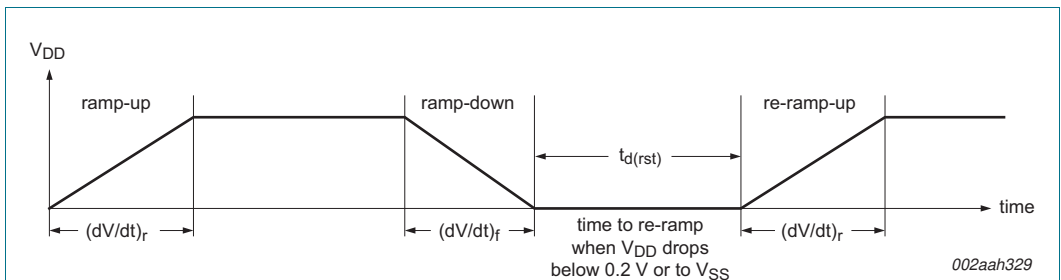 VDD
ramp-up
ramp-down
re-ramp-up
td(rst)
time
(dV/dt)r
(dV/dt)f
time to re-ramp
when VDD drops
below 0.2 V or to VSS
(dV/dt)r
002aah329